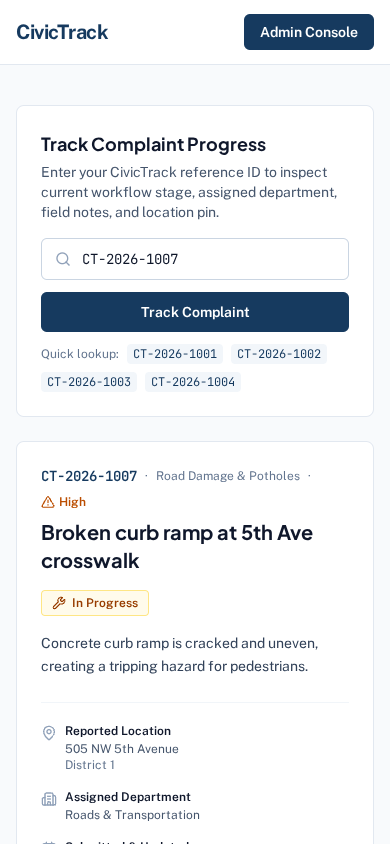 CivicTrack
Admin Console
Track Complaint Progress
Enter your CivicTrack reference ID to inspect
current workflow stage, assigned department,
field notes, and location pin.
CT-2026-1007
Track Complaint
Quick lookup: CT-2026-1001 CT-2026-1002
CT-2026-1003 CT-2026-1004
CT-2026-1007 · Road Damage & Potholes ·
High
Broken curb ramp at 5th Ave
crosswalk
In Progress
Concrete curb ramp is cracked and uneven,
creating a tripping hazard for pedestrians.
Reported Location
505 NW 5th Avenue
District 1
Assigned Department
Roads & Transportation